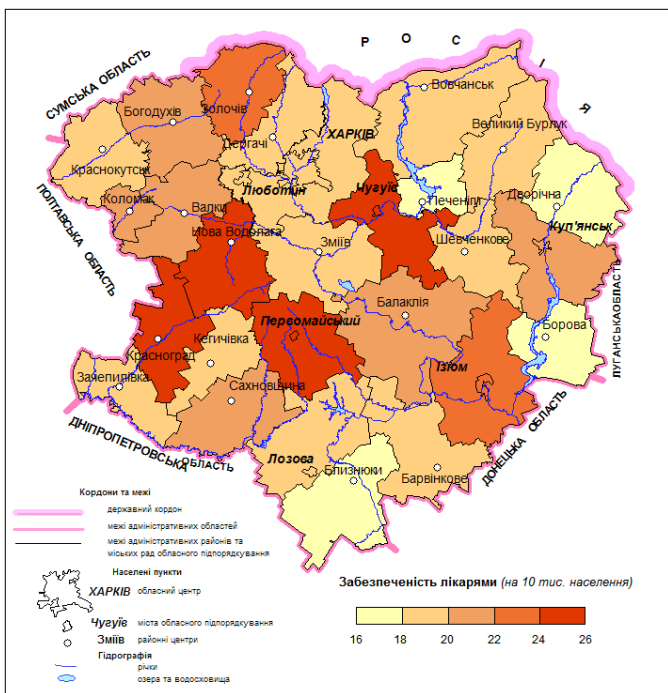 Р О С І Я
СУМСЬКА ОБЛАСТЬ
Золочів
Вовчанськ
Богодухів
ХАРКІВ
Великий Бурлук
Дергачі
Краснокутськ
Люботин
Чугуїв
Дворічна
Печеніги
Коломак
Валки
Куп'янськ
ПОЛТАВСЬКА ОБЛАСТЬ
Нова Водолага
Зміїв
Шевченкове
ЛУГАНСЬКАОБЛАСТЬ
Балаклія
Первомайський
Борова
Красноград
Кегичівка
Ізюм
Зачепилівка
Сахновщина
ДНІПРОПЕТРОВСЬКА ОБЛАСТЬ
ДОНЕЦЬКА ОБЛАСТЬ
Лозова
Близнюки
Барвінкове
Кордони та межі
державний кордон
межі адміністративних областей
межі адміністративних районів та
міських рад обласного підпорядкування
Населені пункти
ХАРКІВ обласний центр
Чугуїв міста обласного підпорядкування
Зміїв районні центри
Гідрографія
річки
озера та водосховища
Забезпеченість лікарями (на 10 тис. населення)
16 18 20 22 24 26